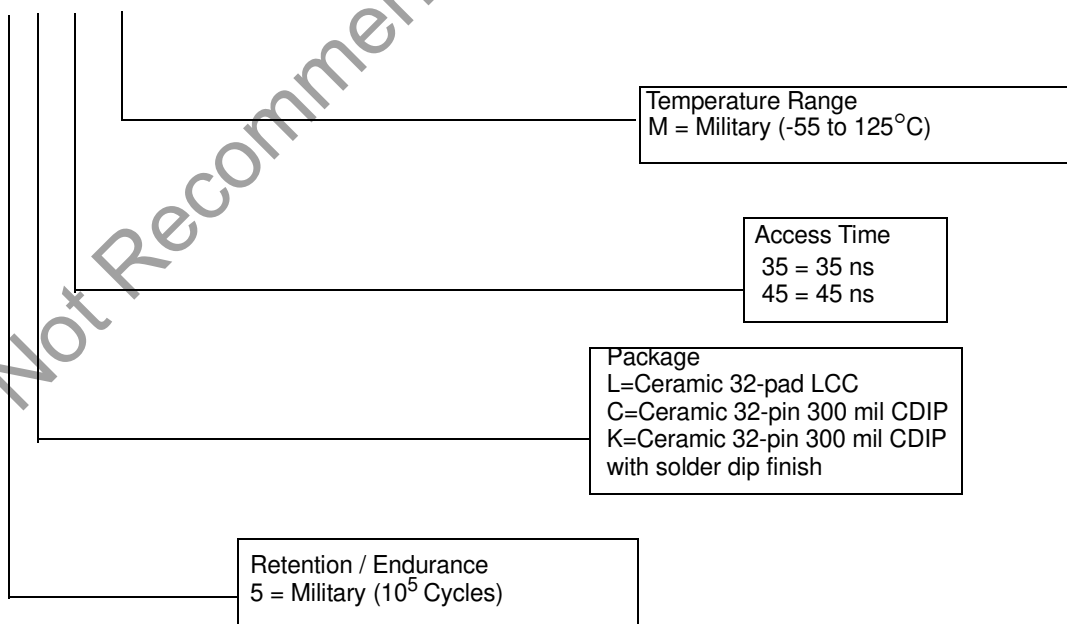 Not Recommen
Temperature Range
M = Military (-55 to 125°C)
Access Time
35 = 35 ns
45 = 45 ns
Package
L=Ceramic 32-pad LCC
C=Ceramic 32-pin 300 mil CDIP
K=Ceramic 32-pin 300 mil CDIP
with solder dip finish
Retention / Endurance
5 = Military (10⁵ Cycles)